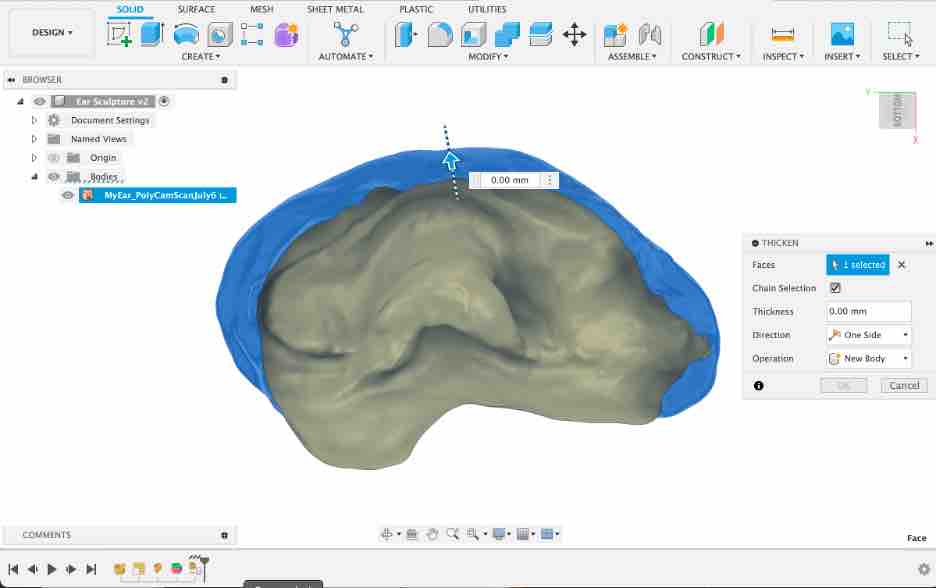 SOLID SURFACE MESH SHEET METAL PLASTIC UTILITIES
DESIGN
CREATE AUTOMATE MODIFY ASSEMBLE CONSTRUCT INSPECT INSERT SELECT
BROWSER
Ear Sculpture v2
Document Settings
Named Views
Origin
Bodies
MyEar_PolyCamScanJuly6 (...
Y
BOTTOM
X
0.00 mm
THICKEN
Faces 1 selected
Chain Selection
Thickness 0.00 mm
Direction One Side
Operation New Body
OK Cancel
COMMENTS
Face